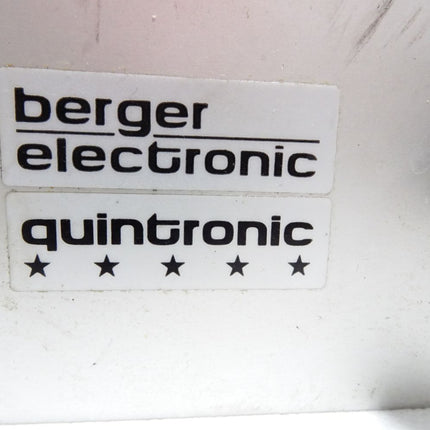 berger
electronic
quintronic
★ ★ ★ ★ ★